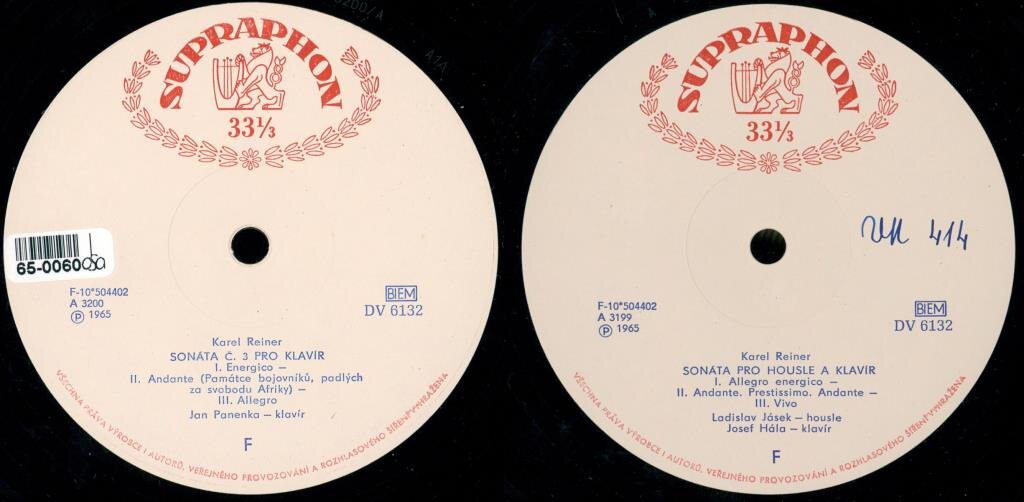 SUPRAPHON
33⅓
65-0060
F-10*504402
A 3200
Ⓟ 1965
BIEM
DV 6132
Karel Reiner
SONÁTA Č. 3 PRO KLAVÍR
I. Energico –
II. Andante (Památce bojovníků, padlých
za svobodu Afriky) –
III. Allegro
Jan Panenka – klavír
F
VŠECHNA PRÁVA VÝROBCE I AUTORŮ, VEŘEJNÉHO PROVOZOVÁNÍ A ROZHLASOVÉHO ŠÍŘENÍ VYHRAŽENA
SUPRAPHON
33⅓
414
F-10*504402
A 3199
Ⓟ 1965
BIEM
DV 6132
Karel Reiner
SONÁTA PRO HOUSLE A KLAVÍR
I. Allegro energico –
II. Andante. Prestissimo. Andante –
III. Vivo
Ladislav Jásek – housle
Josef Hála – klavír
F
VŠECHNA PRÁVA VÝROBCE I AUTORŮ, VEŘEJNÉHO PROVOZOVÁNÍ A ROZHLASOVÉHO ŠÍŘENÍ VYHRAŽENA